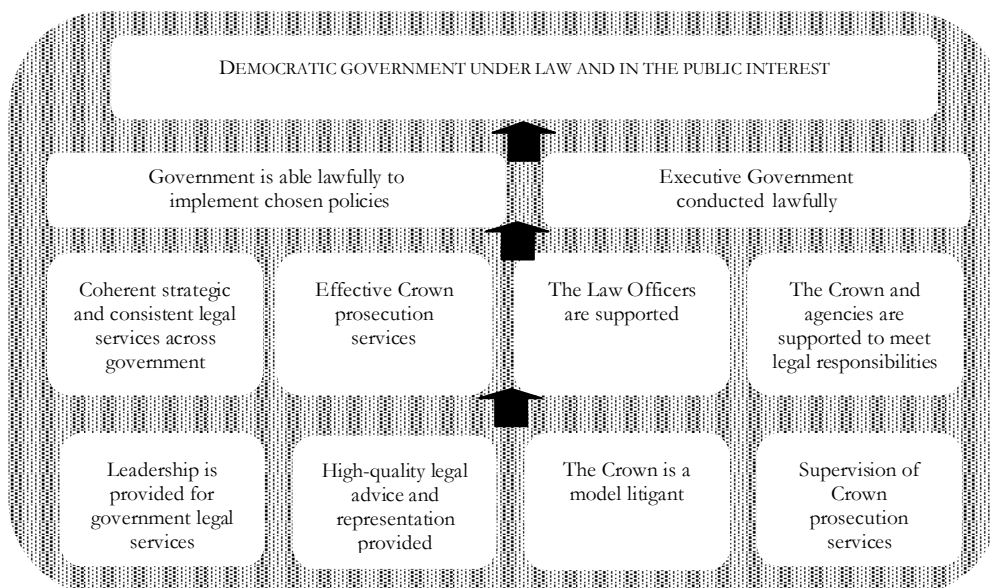 DEMOCRATIC GOVERNMENT UNDER LAW AND IN THE PUBLIC INTEREST
Government is able lawfully to
implement chosen policies
Executive Government
conducted lawfully
Coherent strategic
and consistent legal
services across
government
Effective Crown
prosecution
services
The Law Officers
are supported
The Crown and
agencies are
supported to meet
legal responsibilities
Leadership is
provided for
government legal
services
High-quality legal
advice and
representation
provided
The Crown is a
model litigant
Supervision of
Crown
prosecution
services